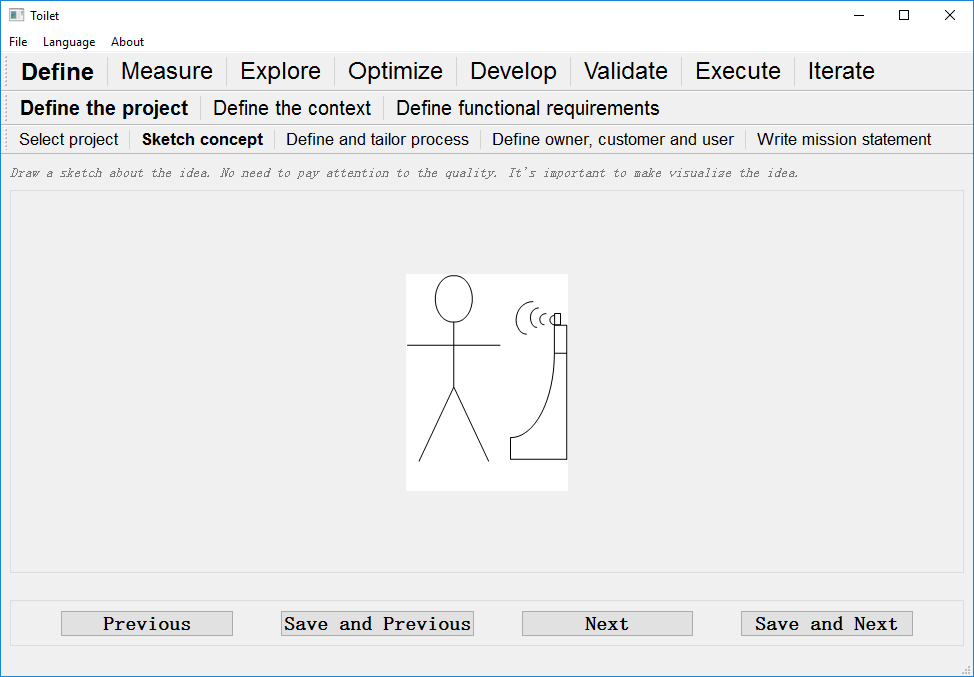 Toilet
File Language About
Define Measure Explore Optimize Develop Validate Execute Iterate
Define the project Define the context Define functional requirements
Select project Sketch concept Define and tailor process Define owner, customer and user Write mission statement
Draw a sketch about the idea. No need to pay attention to the quality. It's important to make visualize the idea.
Previous Save and Previous Next Save and Next